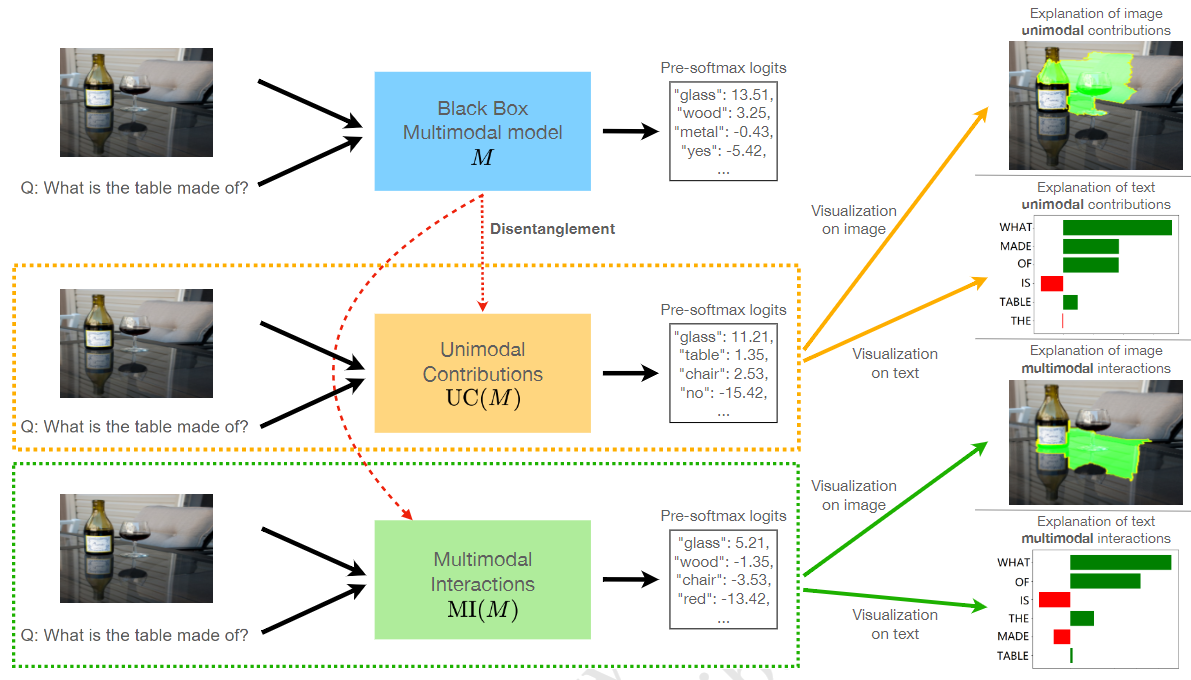 Explanation of image
unimodal contributions
Pre-softmax logits
Black Box
Multimodal model
M
"glass": 13.51,
"wood": 3.25,
"metal": -0.43,
"yes": -5.42,
...
Q: What is the table made of?
Disentanglement
Visualization
on image
Explanation of text
unimodal contributions
WHAT
MADE
OF
IS
TABLE
THE
Pre-softmax logits
Unimodal
Contributions
UC(M)
"glass": 11.21,
"table": 1.35,
"chair": 2.53,
"no": -15.42,
...
Q: What is the table made of?
Visualization
on text
Explanation of image
multimodal interactions
Visualization
on image
Pre-softmax logits
Multimodal
Interactions
MI(M)
"glass": 5.21,
"wood": -1.35,
"chair": -3.53,
"red": -13.42,
...
Q: What is the table made of?
Visualization
on text
Explanation of text
multimodal interactions
WHAT
OF
IS
THE
MADE
TABLE